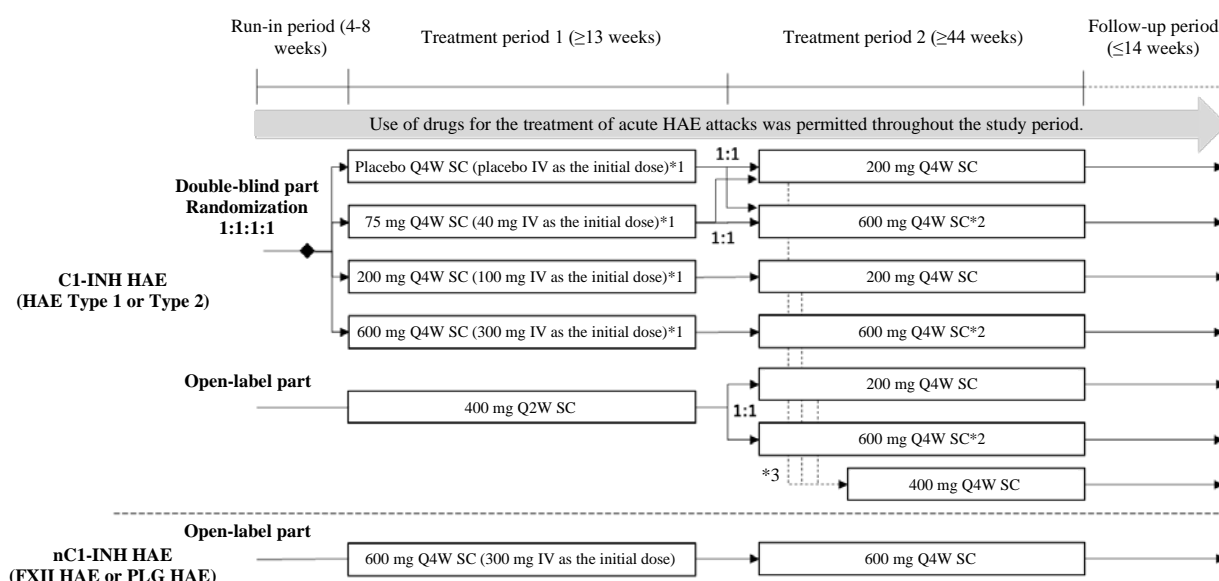 Run-in period (4-8
weeks)
Treatment period 1 (≥13 weeks)
Treatment period 2 (≥44 weeks)
Follow-up period
(≤14 weeks)
Use of drugs for the treatment of acute HAE attacks was permitted throughout the study period.
Double-blind part
Randomization
1:1:1:1
C1-INH HAE
(HAE Type 1 or Type 2)
Placebo Q4W SC (placebo IV as the initial dose)*1
1:1
200 mg Q4W SC
75 mg Q4W SC (40 mg IV as the initial dose)*1
1:1
600 mg Q4W SC*2
200 mg Q4W SC (100 mg IV as the initial dose)*1
200 mg Q4W SC
600 mg Q4W SC (300 mg IV as the initial dose)*1
600 mg Q4W SC*2
Open-label part
400 mg Q2W SC
1:1
200 mg Q4W SC
600 mg Q4W SC*2
*3
400 mg Q4W SC
Open-label part
nC1-INH HAE
(FXII HAE or PLG HAE)
600 mg Q4W SC (300 mg IV as the initial dose)
600 mg Q4W SC